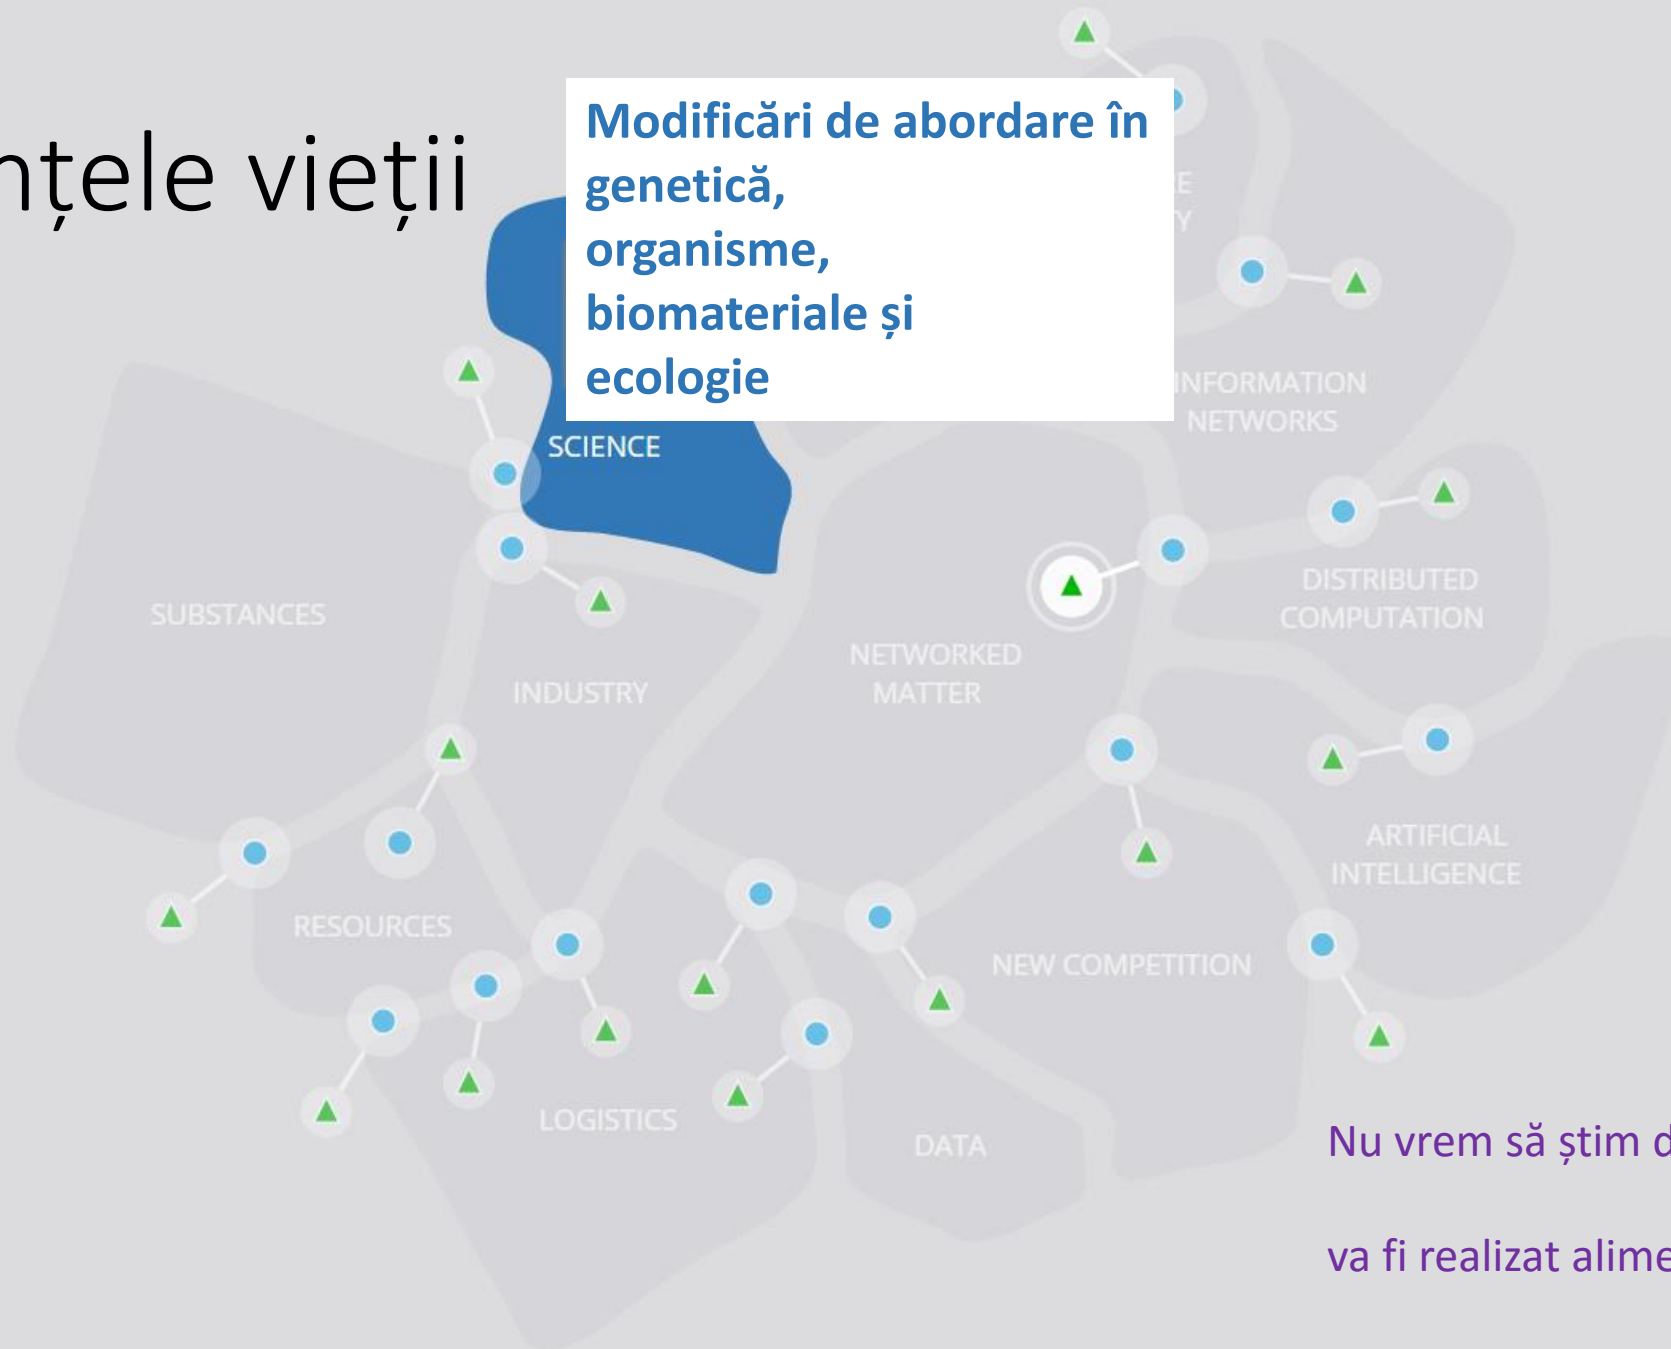 nțele vieții
Modificări de abordare în
genetică,
organisme,
biomateriale și
ecologie
INFORMATION
NETWORKS
SCIENCE
DISTRIBUTED
COMPUTATION
SUBSTANCES
NETWORKED
MATTER
INDUSTRY
ARTIFICIAL
INTELLIGENCE
RESOURCES
NEW COMPETITION
LOGISTICS
DATA
Nu vrem să știm d
va fi realizat alime